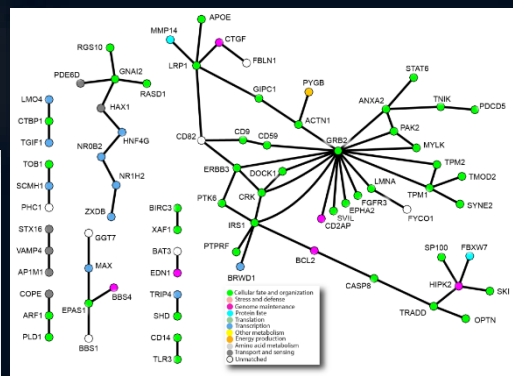 APOE
MMP14
CTGF
RGS10
LRP1
FBLN1
GNAI2
STAT6
PDE6D
RASD1
PYGB
GIPC1
ANXA2
TNIK
LMO4
HAX1
PDCD5
CTBP1
ACTN1
PAK2
HNF4G
CD82
CD9
CD59
GRB2
MYLK
TGIF1
NR0B2
TOB1
ERBB3
DOCK1
TPM2
SCMH1
NR1H2
LMNA
TMOD2
PTK6
CRK
FGFR3
TPM1
PHC1
ZXDB
BIRC3
EPHA2
SYNE2
IRS1
SVIL
FYCO1
STX16
XAF1
CD2AP
GGT7
PTPRF
VAMP4
BAT3
BCL2
SP100
FBXW7
MAX
AP1M1
EDN1
BRWD1
BBS4
TRIP4
CASP8
HIPK2
SKI
COPE
EPAS1
ARF1
SHD
TRADD
OPTN
PLD1
CD14
BBS1
TLR3
Cellular fate and organization
Stress and defense
Genome maintenance
Protein fate
Translation
Transcription
Other metabolism
Energy production
Amino acid metabolism
Transport and sensing
Unmatched